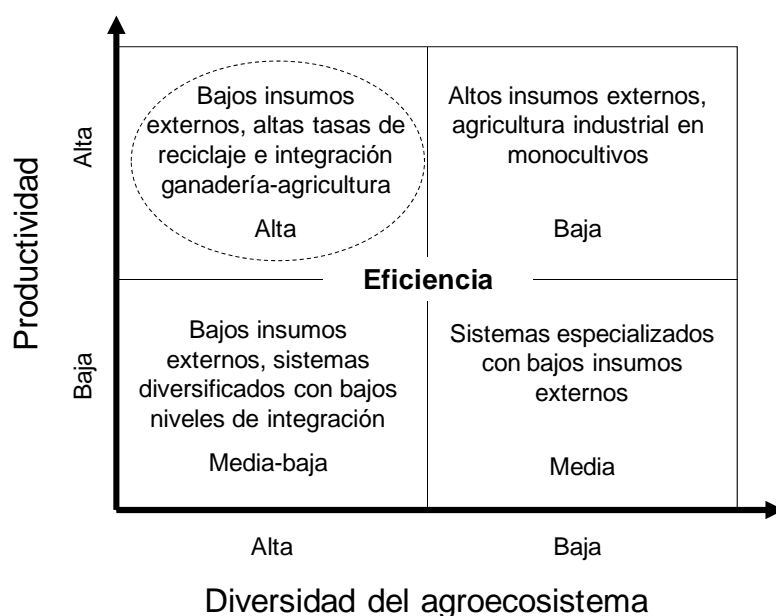 Productividad
Alta
Baja
Bajos insumos
externos, altas tasas de
reciclaje e integración
ganadería-agricultura
Alta
Altos insumos externos,
agricultura industrial en
monocultivos
Baja
Eficiencia
Bajos insumos
externos, sistemas
diversificados con bajos
niveles de integración
Media-baja
Sistemas especializados
con bajos insumos
externos
Media
Alta
Baja
Diversidad del agroecosistema